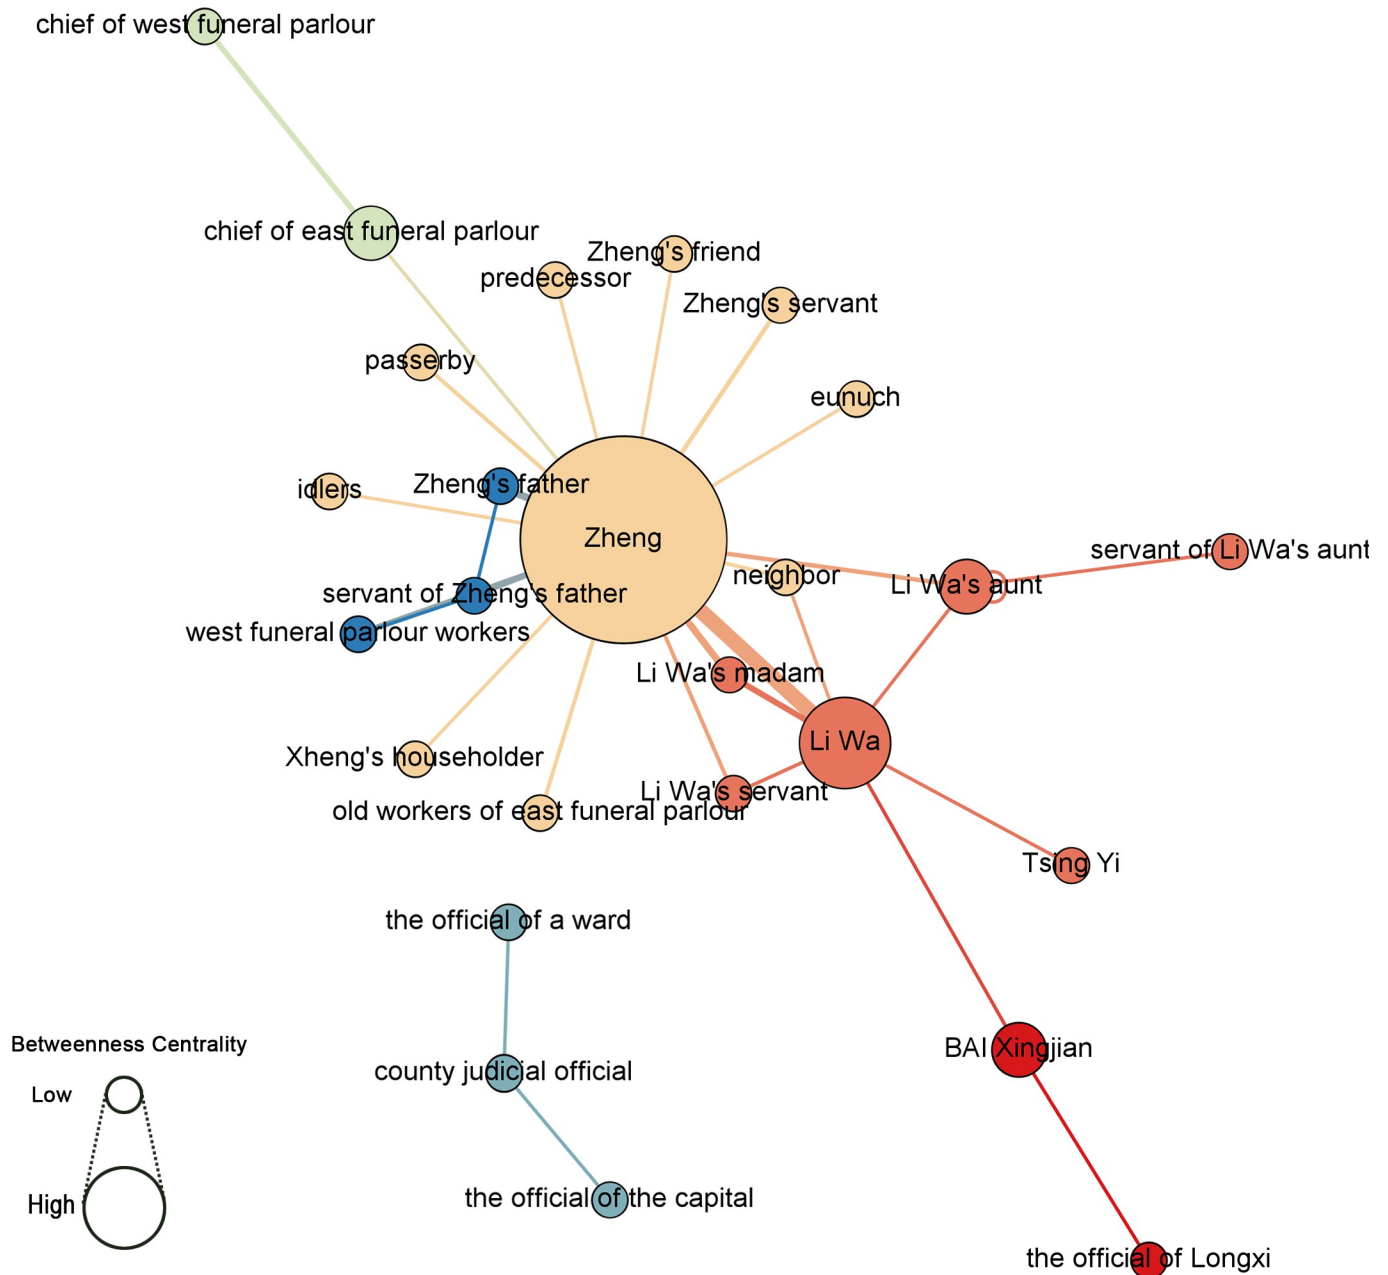 chief of west funeral parlour
chief of east funeral parlour
Zheng's friend
predecessor
Zheng's servant
passerby
eunuch
Zheng's father
idlers
Zheng
servant of Li Wa's aunt
neighbor
Li Wa's aunt
servant of Zheng's father
west funeral parlour workers
Li Wa's madam
Li Wa
Xheng's householder
Li Wa's servant
old workers of east funeral parlour
Tsing Yi
the official of a ward
Betweenness Centrality
BAI Xingjian
county judicial official
Low
the official of the capital
High
the official of Longxi